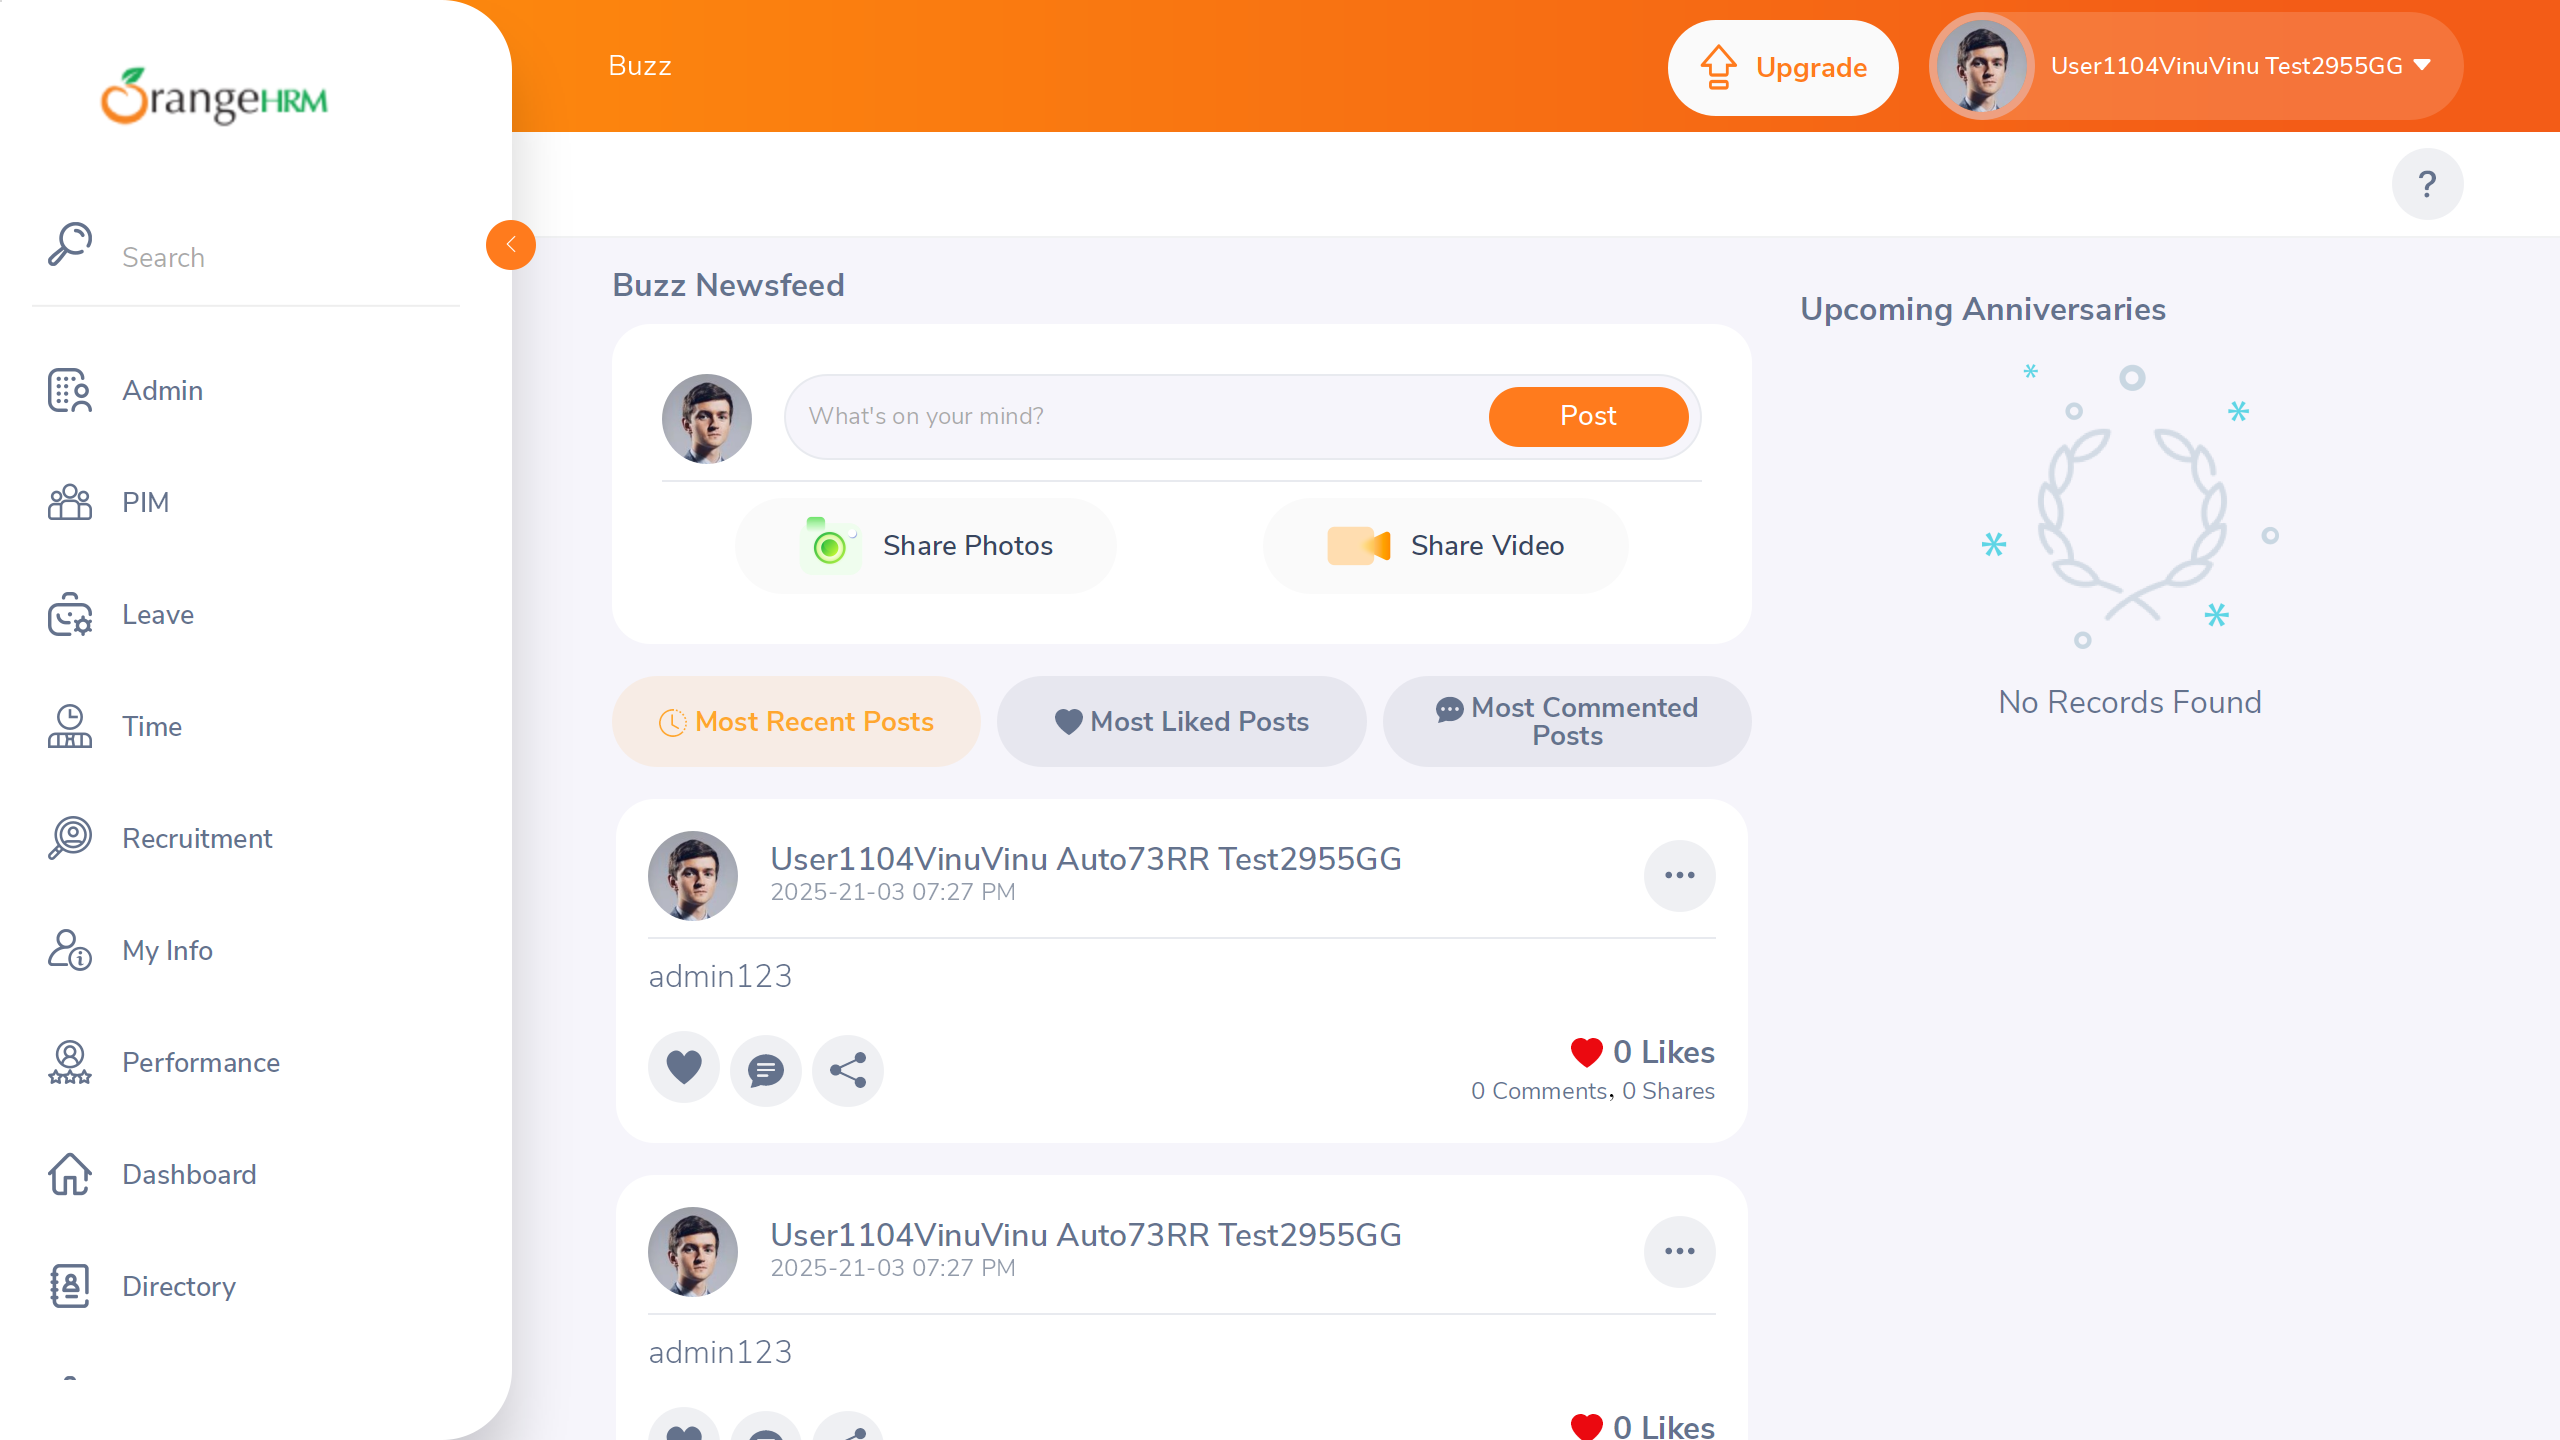 OrangeHRM
Search
Admin
PIM
Leave
Time
Recruitment
My Info
Performance
Dashboard
Directory
Buzz
Upgrade
User1104VinuVinu Test2955GG
?
Buzz Newsfeed
What's on your mind?
Post
Share Photos
Share Video
Most Recent Posts
Most Liked Posts
Most Commented
Posts
User1104VinuVinu Auto73RR Test2955GG
2025-21-03 07:27 PM
admin123
0 Likes
0 Comments, 0 Shares
User1104VinuVinu Auto73RR Test2955GG
2025-21-03 07:27 PM
admin123
0 Likes
Upcoming Anniversaries
No Records Found